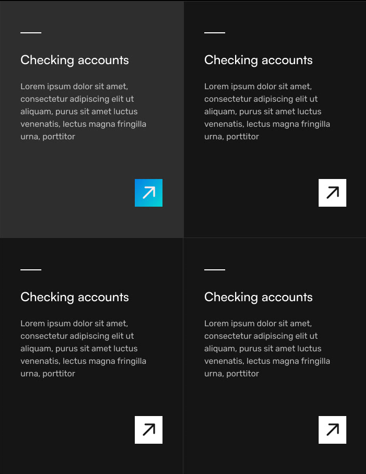 Checking accounts
Lorem ipsum dolor sit amet,
consectetur adipiscing elit ut
aliquam, purus sit amet luctus
venenatis, lectus magna fringilla
urna, porttitor
Checking accounts
Lorem ipsum dolor sit amet,
consectetur adipiscing elit ut
aliquam, purus sit amet luctus
venenatis, lectus magna fringilla
urna, porttitor
Checking accounts
Lorem ipsum dolor sit amet,
consectetur adipiscing elit ut
aliquam, purus sit amet luctus
venenatis, lectus magna fringilla
urna, porttitor
Checking accounts
Lorem ipsum dolor sit amet,
consectetur adipiscing elit ut
aliquam, purus sit amet luctus
venenatis, lectus magna fringilla
urna, porttitor